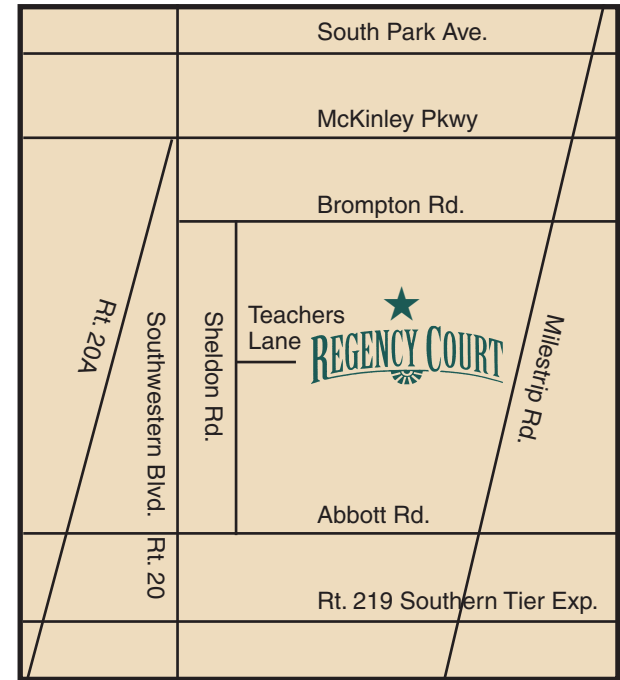 South Park Ave.
McKinley Pkwy
Brompton Rd.
Rt. 20A
Southwestern Blvd. Rt. 20
Sheldon Rd.
Teachers
Lane
REGENCY COURT
Milestrip Rd.
Abbott Rd.
Rt. 219 Southern Tier Exp.